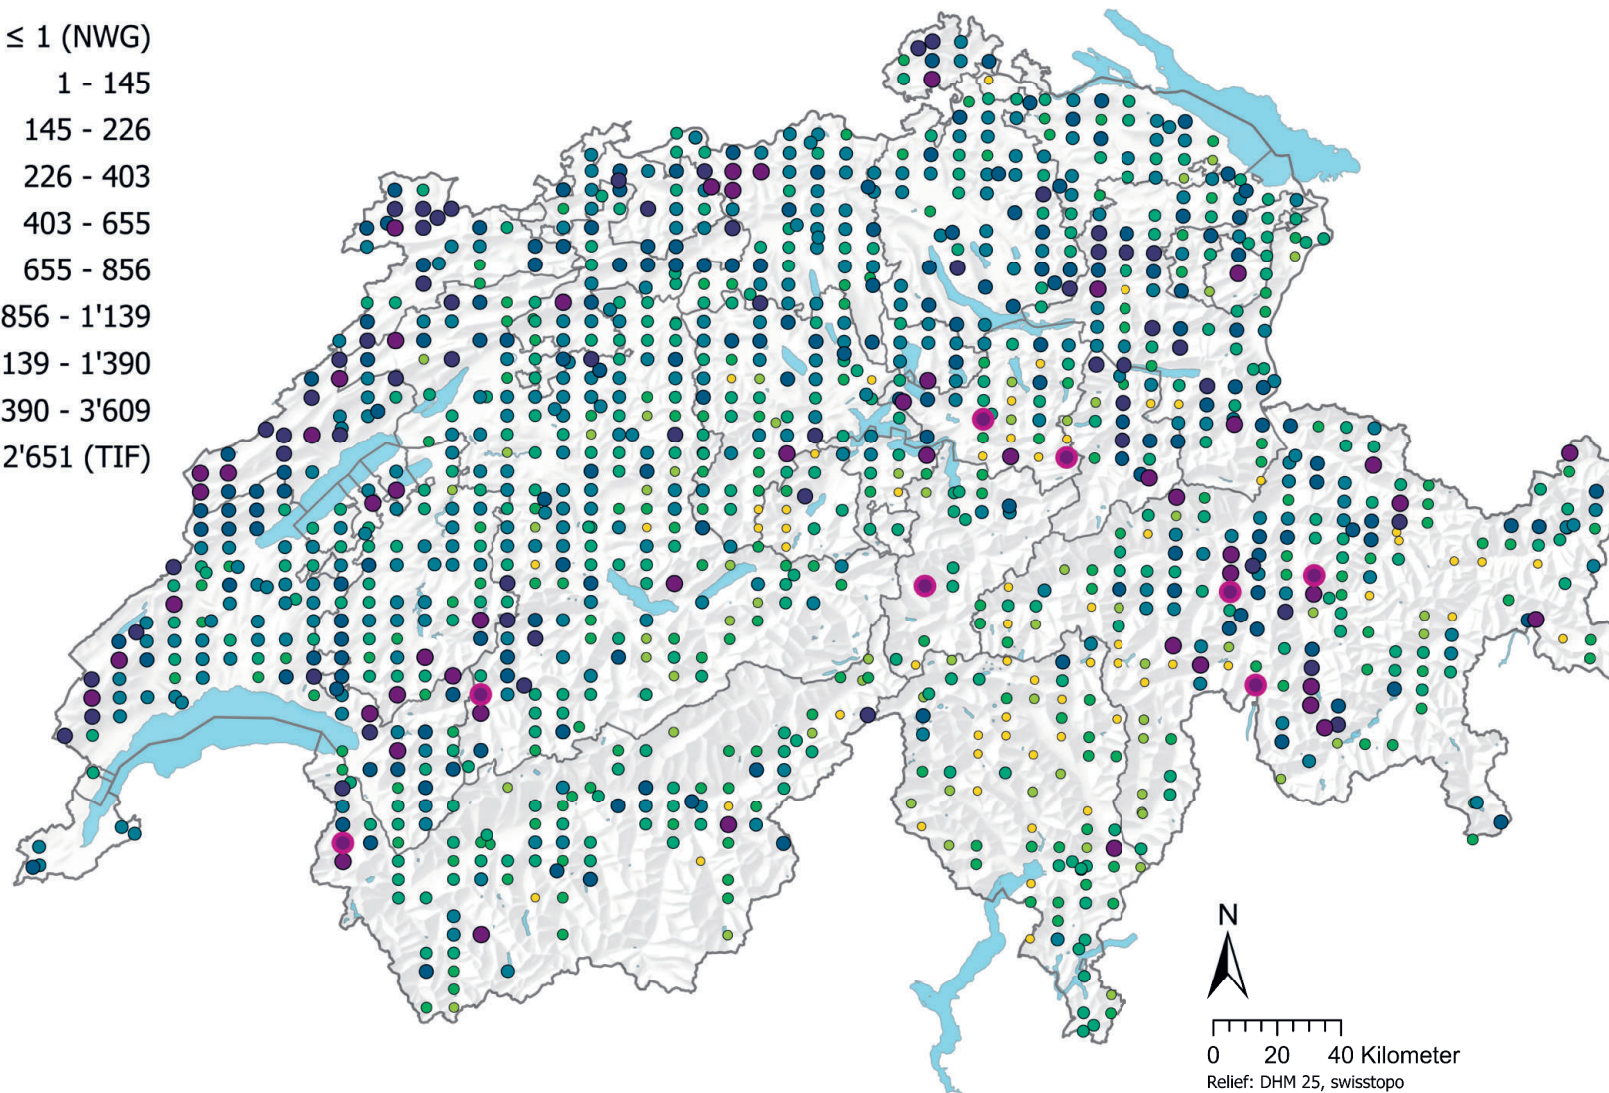 ≤ 1 (NWG)
1 - 145
145 - 226
226 - 403
403 - 655
655 - 856
856 - 1'139
139 - 1'390
390 - 3'609
2'651 (TIF)
N
0 20 40 Kilometer
Relief: DHM 25, swisstopo